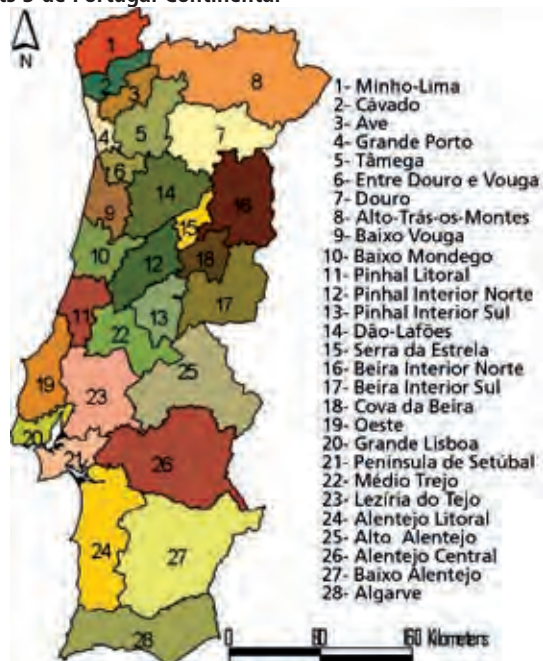 ts 3 de Portugal Continental
N
1
2
3
4
5
6
7
8
9
10
11
12
13
14
15
16
17
18
19
20
21
22
23
24
25
26
27
28
1- Minho-Lima
2- Cávado
3- Ave
4- Grande Porto
5- Tâmega
6- Entre Douro e Vouga
7- Douro
8- Alto-Trás-os-Montes
9- Baixo Vouga
10- Baixo Mondego
11- Pinhal Litoral
12- Pinhal Interior Norte
13- Pinhal Interior Sul
14- Dão-Lafões
15- Serra da Estrela
16- Beira Interior Norte
17- Beira Interior Sul
18- Cova da Beira
19- Oeste
20- Grande Lisboa
21- Península de Setúbal
22- Médio Trejo
23- Lezíria do Tejo
24- Alentejo Litoral
25- Alto Alentejo
26- Alentejo Central
27- Baixo Alentejo
28- Algarve
0 80 160 Kilometers